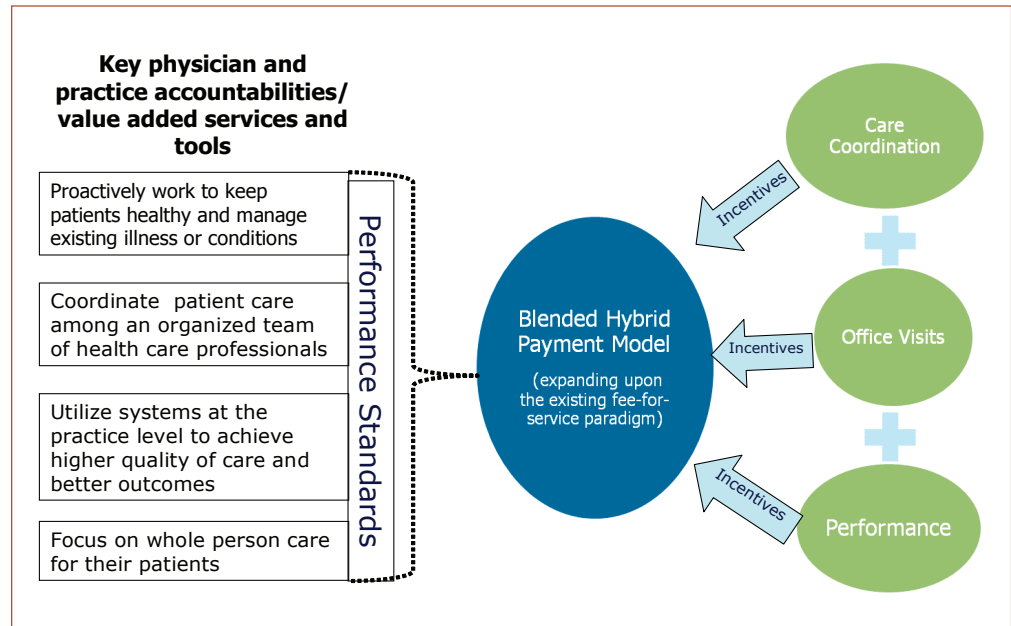 Key physician and
practice accountabilities/
value added services and
tools
Proactively work to keep
patients healthy and manage
existing illness or conditions
Coordinate patient care
among an organized team
of health care professionals
Utilize systems at the
practice level to achieve
higher quality of care and
better outcomes
Focus on whole person care
for their patients
Performance Standards
Blended Hybrid
Payment Model
(expanding upon
the existing fee-for-
service paradigm)
Incentives
Incentives
Incentives
Care
Coordination
Office Visits
Performance